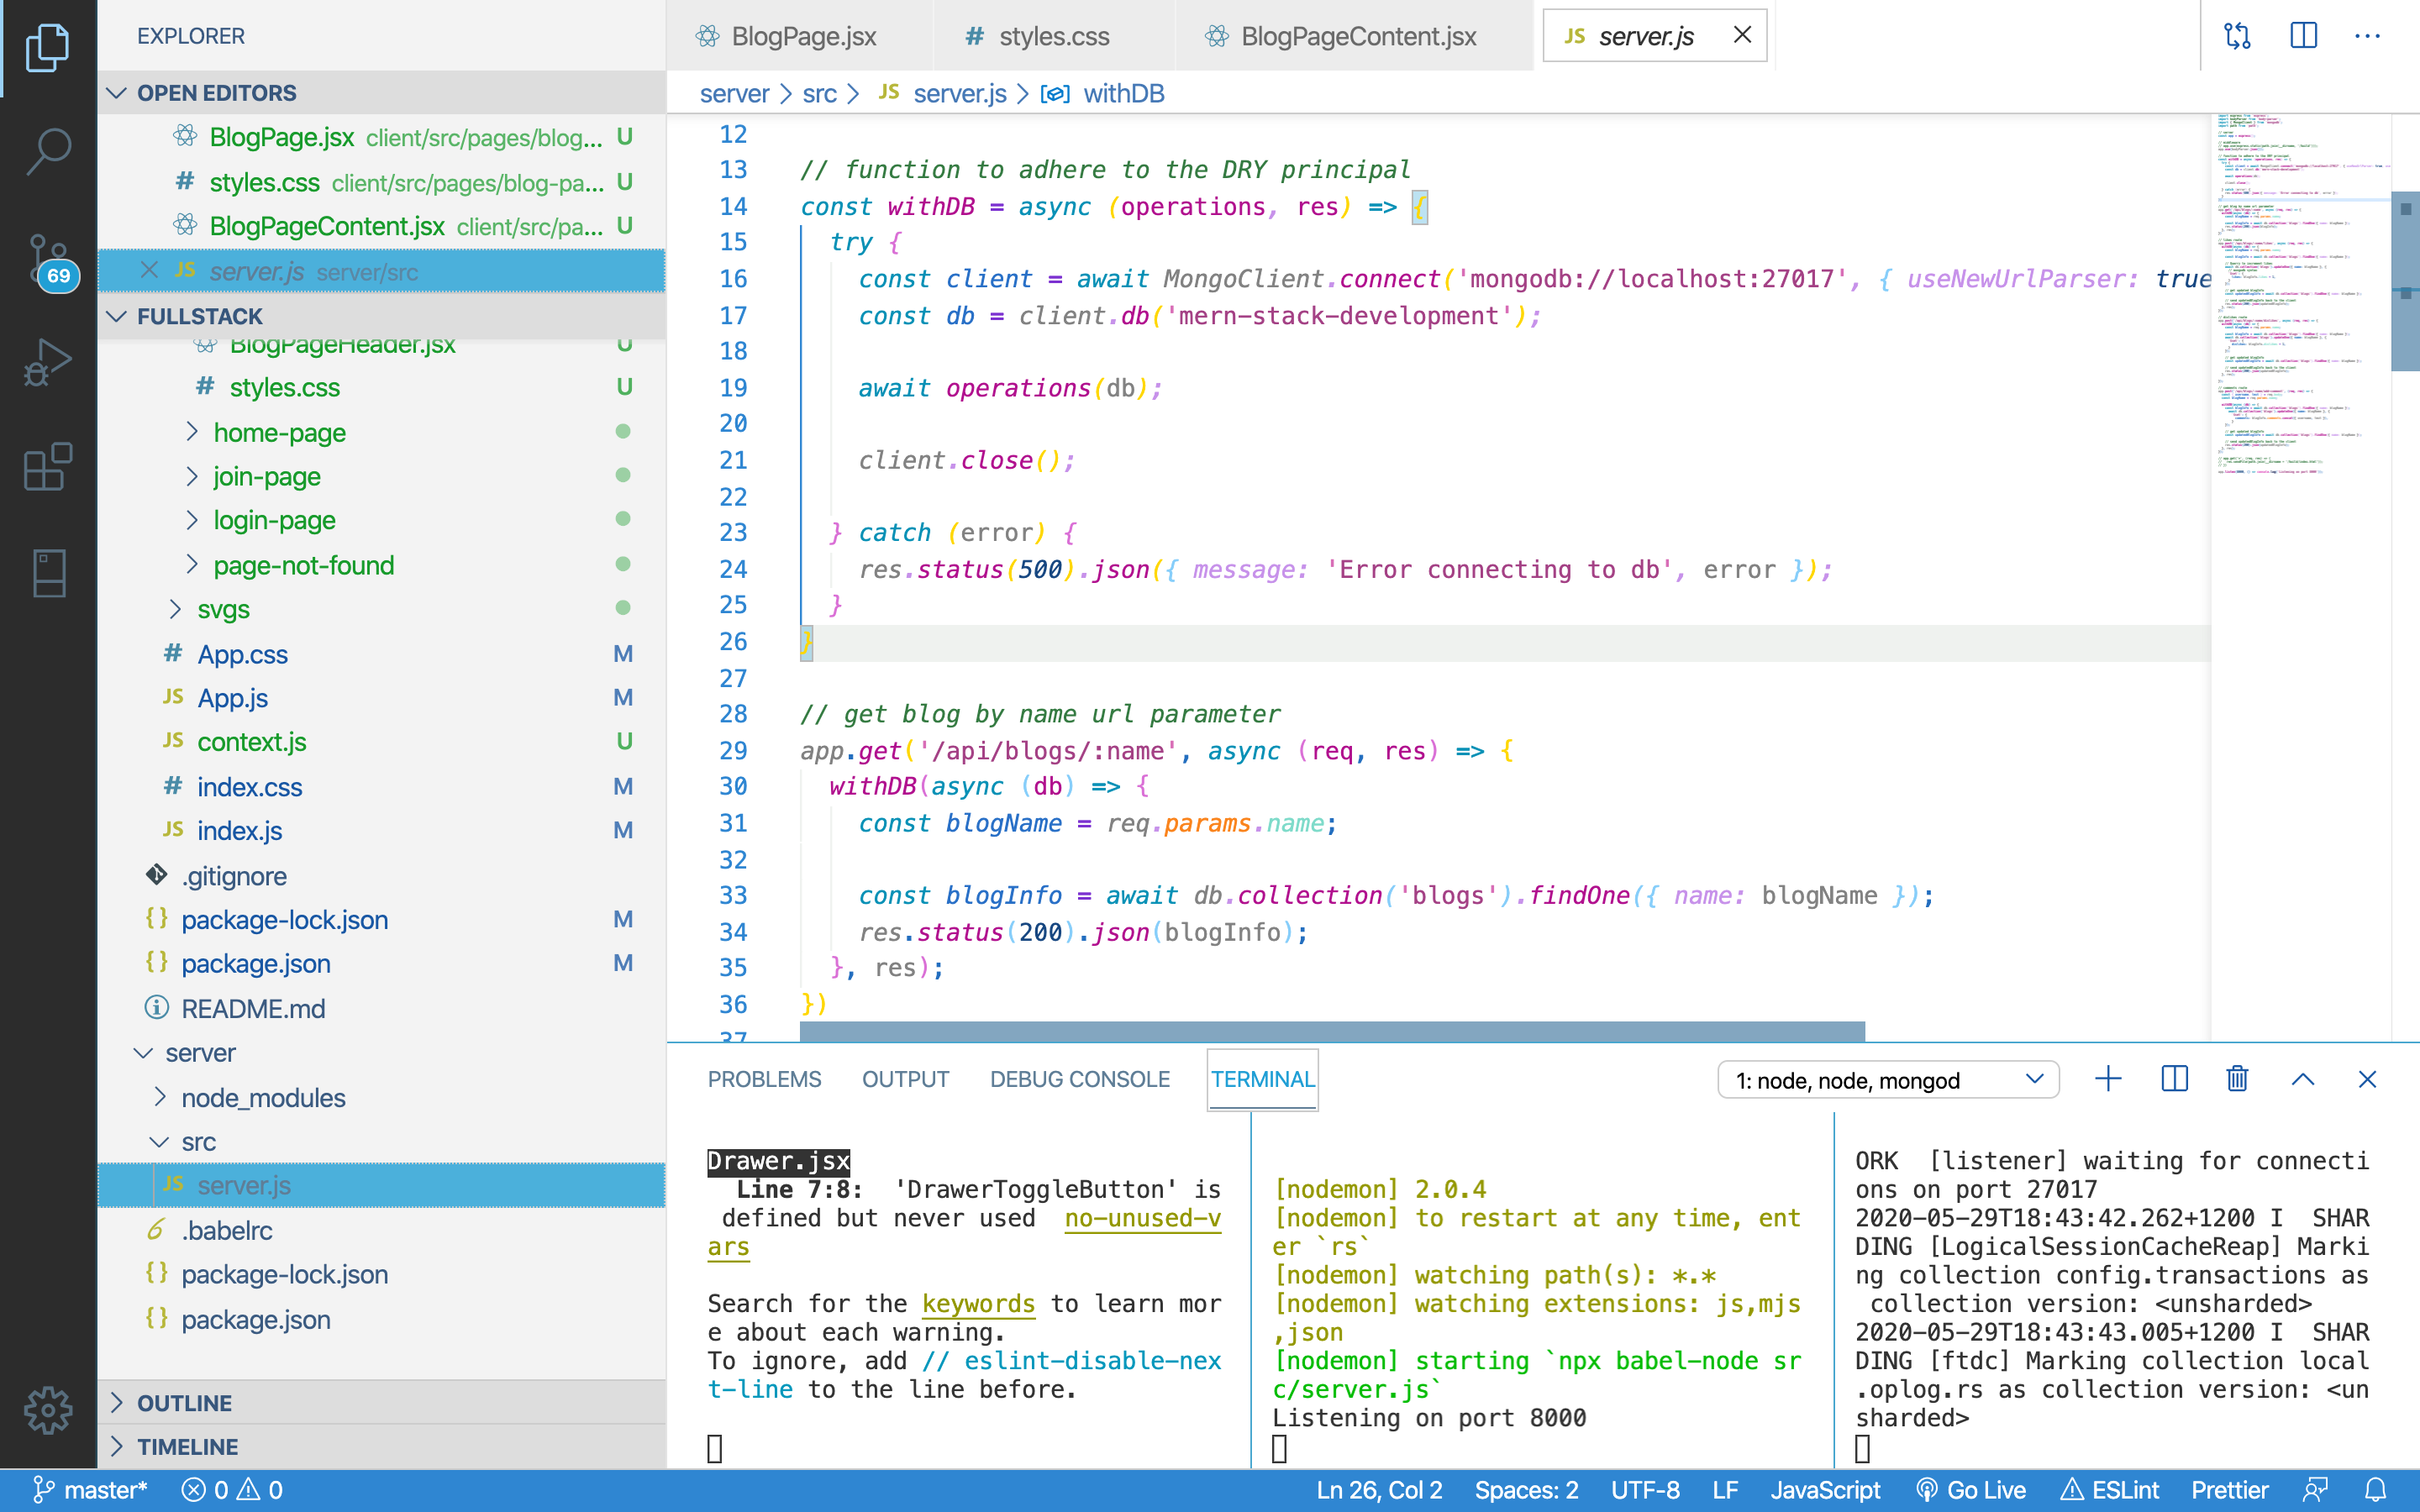 EXPLORER
OPEN EDITORS
BlogPage.jsx client/src/pages/blog... U
# styles.css client/src/pages/blog-pa... U
BlogPageContent.jsx client/src/pa... U
JS server.js server/src
69
FULLSTACK
BlogPageHeader.jsx U
# styles.css U
home-page
join-page
login-page
page-not-found
svgs
# App.css M
JS App.js M
JS context.js U
# index.css M
JS index.js M
.gitignore
{} package-lock.json M
{} package.json M
README.md
server
node_modules
src
JS server.js
.babelrc
{} package-lock.json
{} package.json
OUTLINE
TIMELINE
BlogPage.jsx
# styles.css
BlogPageContent.jsx
JS server.js
server > src > JS server.js > withDB
12
13 // function to adhere to the DRY principal
14 const withDB = async (operations, res) => {
15 try {
16 const client = await MongoClient.connect('mongodb://localhost:27017', { useNewUrlParser: true
17 const db = client.db('mern-stack-development');
18
19 await operations(db);
20
21 client.close();
22
23 } catch (error) {
24 res.status(500).json({ message: 'Error connecting to db', error });
25 }
26 }
27
28 // get blog by name url parameter
29 app.get('/api/blogs/:name', async (req, res) => {
30 withDB(async (db) => {
31 const blogName = req.params.name;
32
33 const blogInfo = await db.collection('blogs').findOne({ name: blogName });
34 res.status(200).json(blogInfo);
35 }, res);
36 })
37
PROBLEMS OUTPUT DEBUG CONSOLE TERMINAL
1: node, node, mongod
Drawer.jsx
Line 7:8: 'DrawerToggleButton' is
defined but never used no-unused-v
ars
Search for the keywords to learn mor
e about each warning.
To ignore, add // eslint-disable-nex
t-line to the line before.
[nodemon] 2.0.4
[nodemon] to restart at any time, ent
er `rs`
[nodemon] watching path(s): *.*
[nodemon] watching extensions: js,mjs
,json
[nodemon] starting `npx babel-node sr
c/server.js`
Listening on port 8000
ORK [listener] waiting for connecti
ons on port 27017
2020-05-29T18:43:42.262+1200 I SHAR
DING [LogicalSessionCacheReap] Marki
ng collection config.transactions as
collection version: <unsharded>
2020-05-29T18:43:43.005+1200 I SHAR
DING [ftdc] Marking collection local
.oplog.rs as collection version: <un
sharded>
master* 0 0
Ln 26, Col 2 Spaces: 2 UTF-8 LF JavaScript Go Live ESLint Prettier